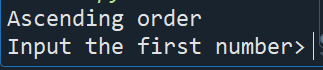 Ascending order
Input the first number>